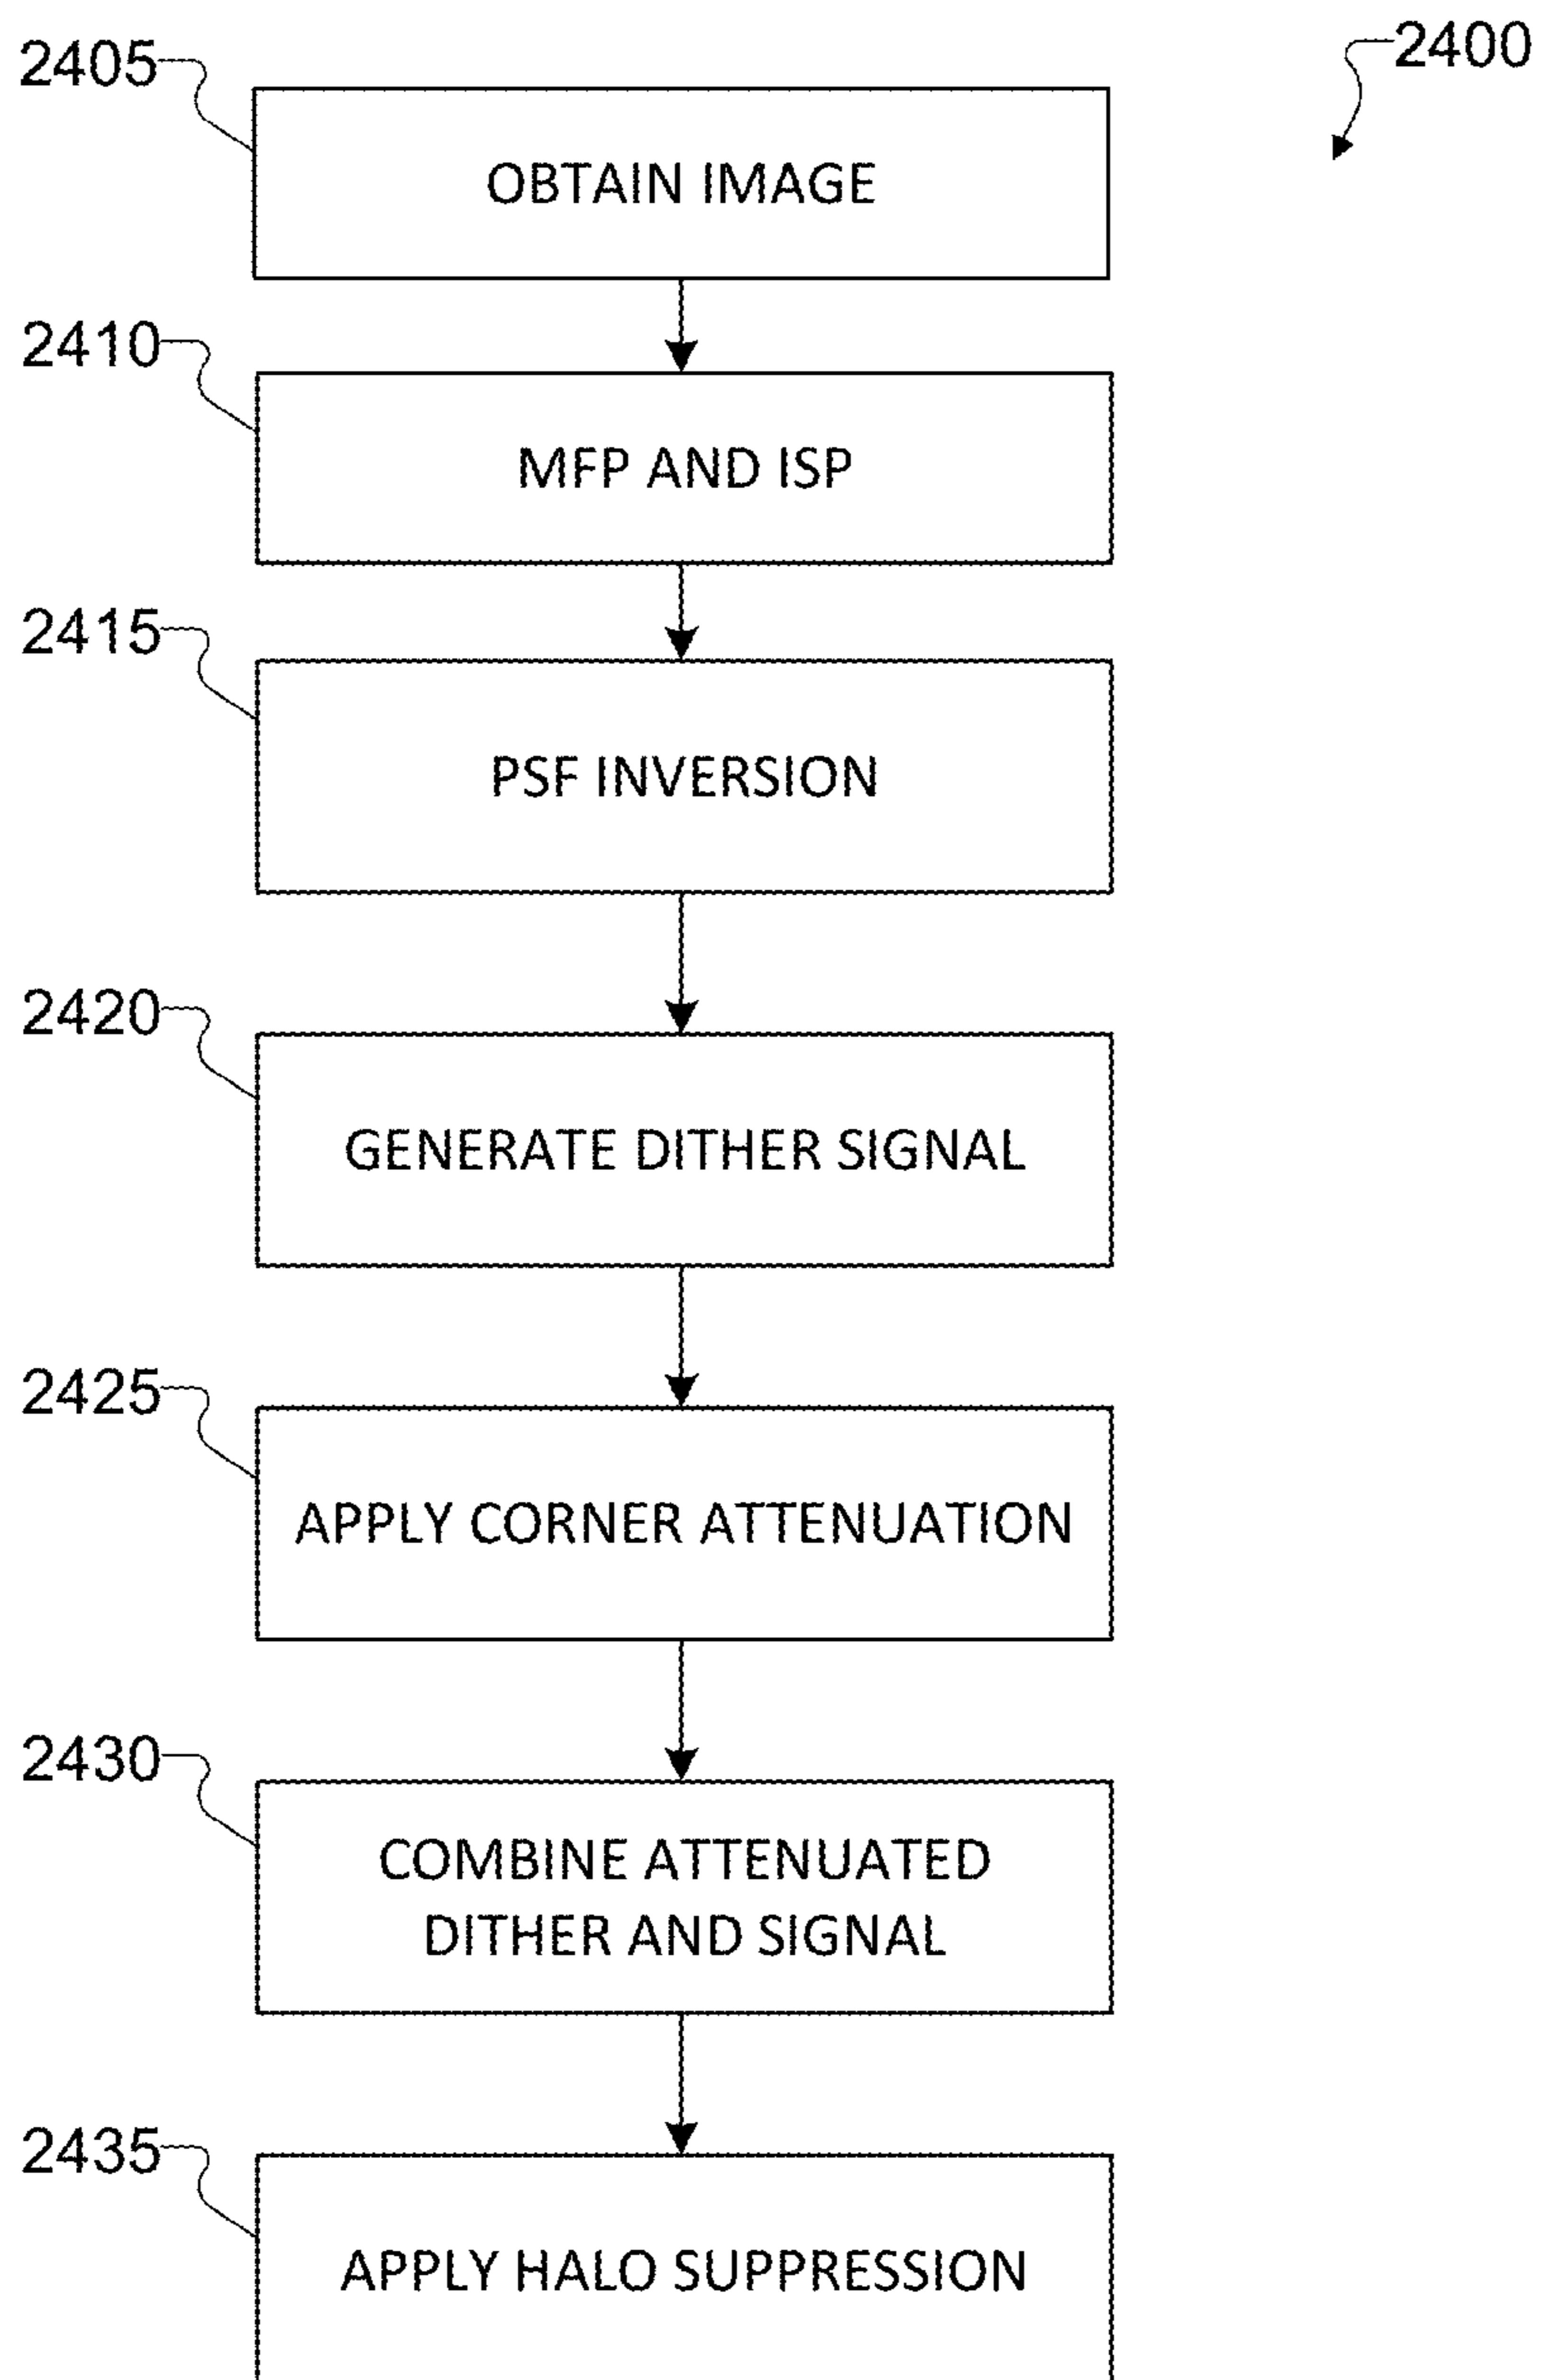 2400
2405
OBTAIN IMAGE
2410
MFP AND ISP
2415
PSF INVERSION
2420
GENERATE DITHER SIGNAL
2425
APPLY CORNER ATTENUATION
2430
COMBINE ATTENUATED
DITHER AND SIGNAL
2435
APPLY HALO SUPPRESSION